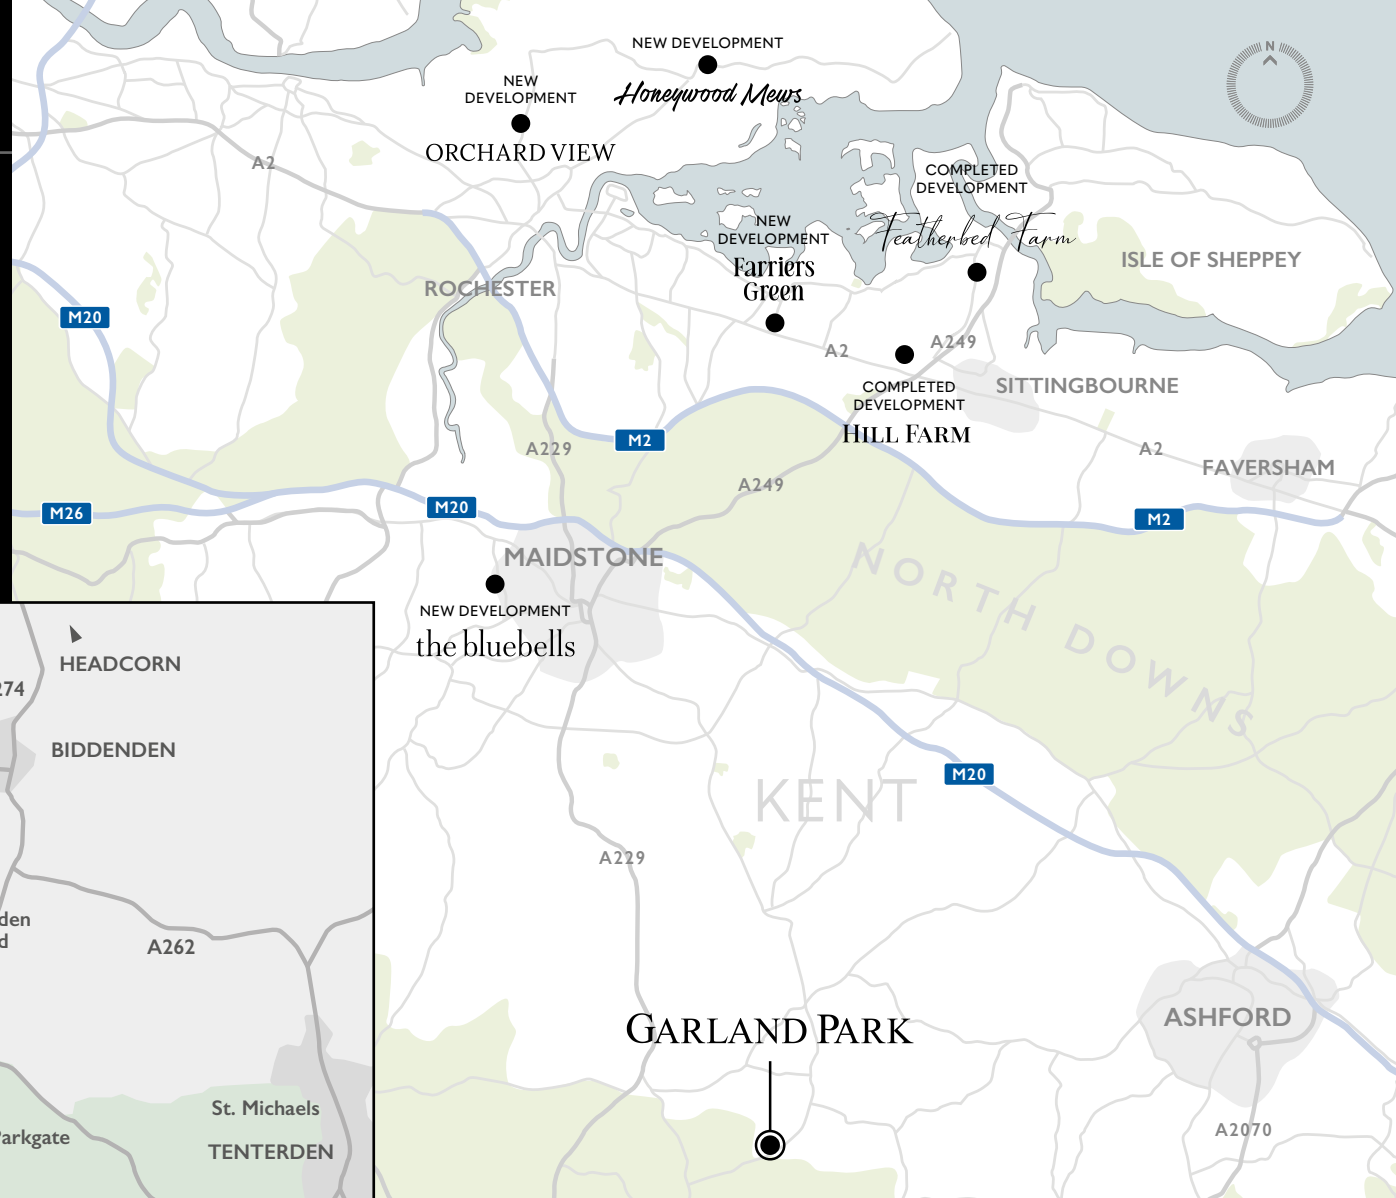 N
NEW DEVELOPMENT
Honeywood Mews
NEW
DEVELOPMENT
ORCHARD VIEW
A2
COMPLETED
DEVELOPMENT
Featherbed Farm
NEW
DEVELOPMENT
Farriers
Green
ISLE OF SHEPPEY
ROCHESTER
M20
A2
A249
COMPLETED
DEVELOPMENT
HILL FARM
SITTINGBOURNE
M2
A229
A2
FAVERSHAM
A249
M26
M20
M2
MAIDSTONE
NEW DEVELOPMENT
the bluebells
NORTH DOWNS
HEADCORN
274
BIDDENDEN
M20
KENT
A229
den
d
A262
GARLAND PARK
ASHFORD
St. Michaels
arkgate
TENTERDEN
A2070